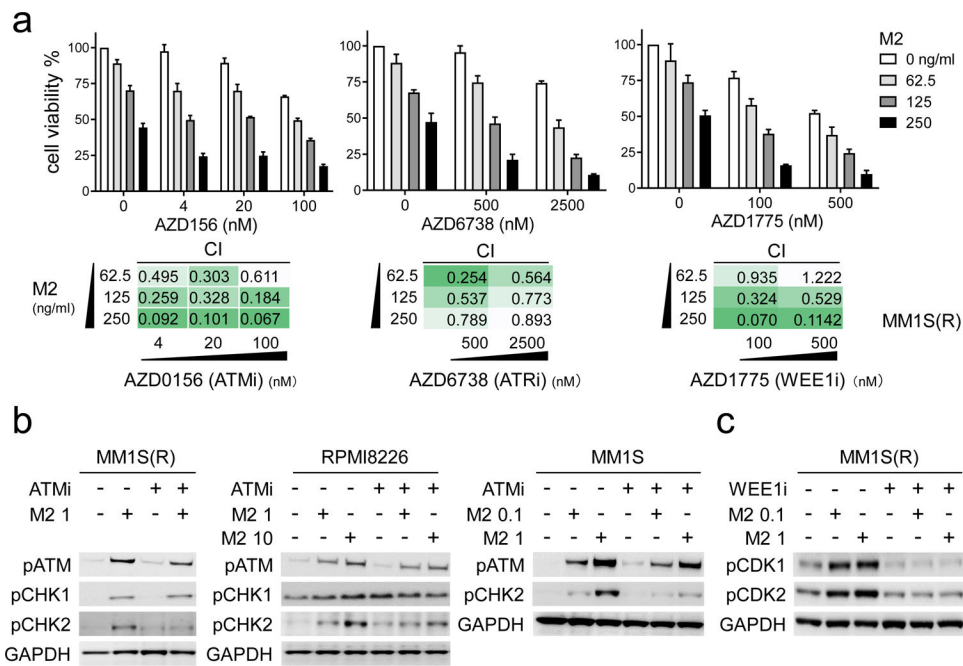 a
cell viability %
100
75
50
25
0
0 4 20 100
AZD156 (nM)
100
75
50
25
0
0 500 2500
AZD6738 (nM)
100
75
50
25
0
0 100 500
AZD1775 (nM)
M2
0 ng/ml
62.5
125
250
CI
M2
(ng/ml)
62.5 0.495 0.303 0.611
125 0.259 0.328 0.184
250 0.092 0.101 0.067
4 20 100
AZD0156 (ATMi) (nM)
CI
62.5 0.254 0.564
125 0.537 0.773
250 0.789 0.893
500 2500
AZD6738 (ATRi) (nM)
CI
62.5 0.935 1.222
125 0.324 0.529
250 0.070 0.1142
100 500
AZD1775 (WEE1i) (nM)
MM1S(R)
b
MM1S(R)
ATMi - - + +
M2 1 - + - +
pATM
pCHK1
pCHK2
GAPDH
RPMI8226
ATMi - - - + + +
M2 1 - + - - + -
M2 10 - - + - - +
pATM
pCHK1
pCHK2
GAPDH
MM1S
ATMi - - - + + +
M2 0.1 - + - - + -
M2 1 - - + - - +
pATM
pCHK2
GAPDH
c
MM1S(R)
WEE1i - - - + + +
M2 0.1 - + - - + -
M2 1 - - + - - +
pCDK1
pCDK2
GAPDH